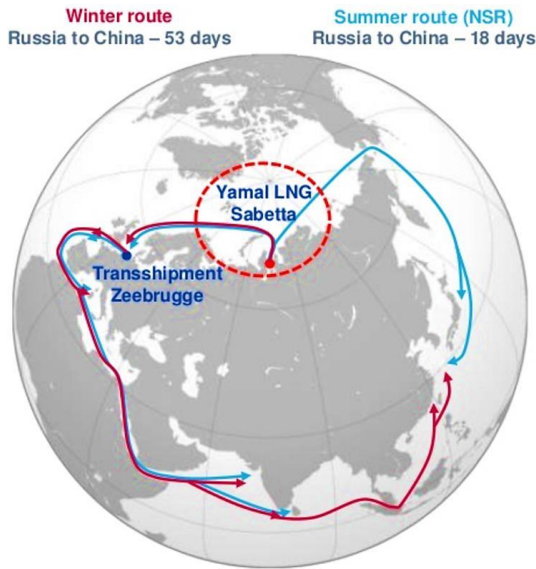 Winter route
Russia to China – 53 days
Summer route (NSR)
Russia to China – 18 days
Yamal LNG
Sabetta
Transshipment
Zeebrugge